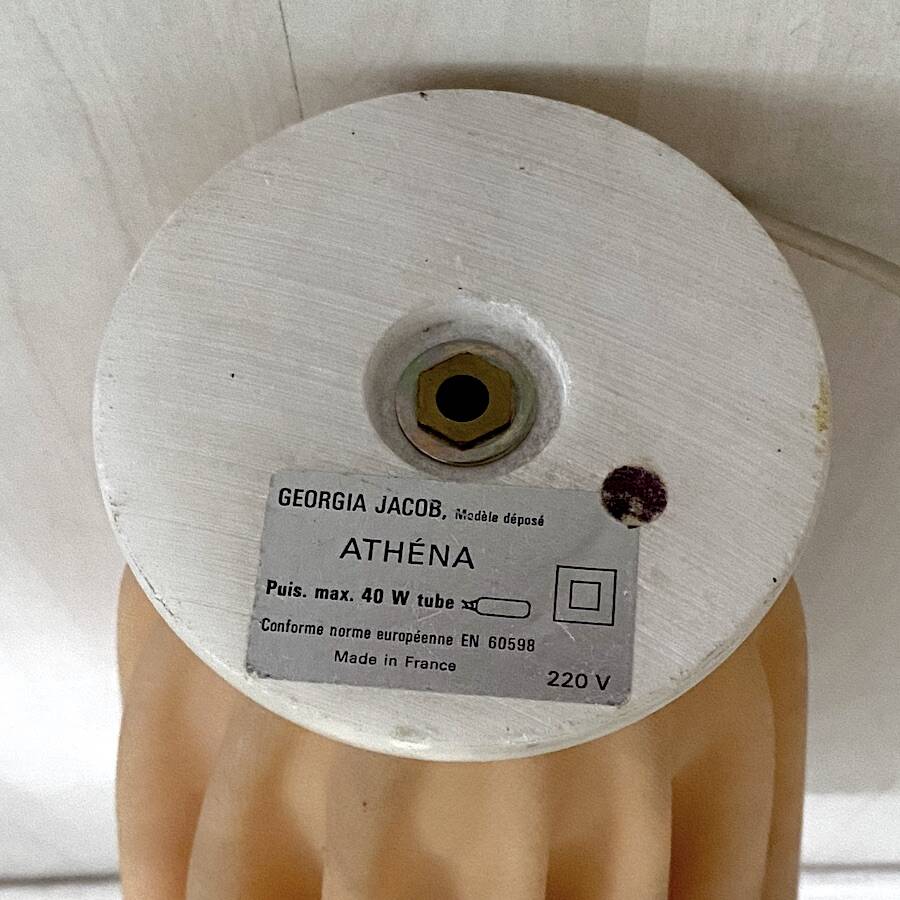 GEORGIA JACOB, Modèle déposé
ATHÉNA
Puis. max. 40 W tube
Conforme norme européenne EN 60598
Made in France
220 V